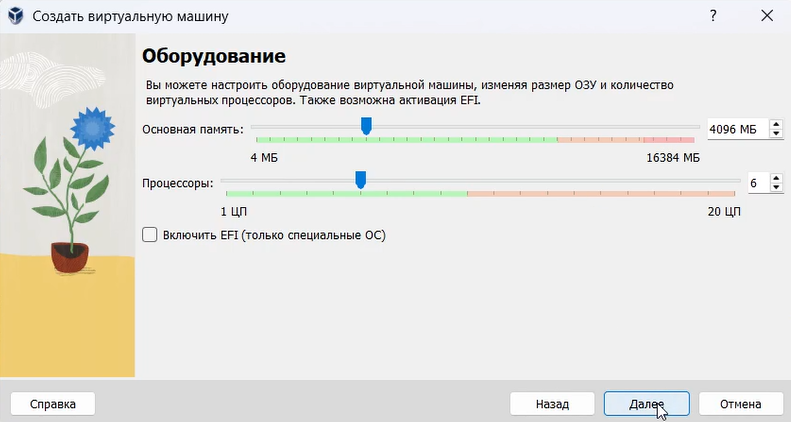 Создать виртуальную машину
?
Оборудование
Вы можете настроить оборудование виртуальной машины, изменяя размер ОЗУ и количество
виртуальных процессоров. Также возможна активация EFI.
Основная память:
4096 МБ
4 МБ
16384 МБ
Процессоры:
6
1 ЦП
20 ЦП
Включить EFI (только специальные ОС)
Справка
Назад
Далее
Отмена